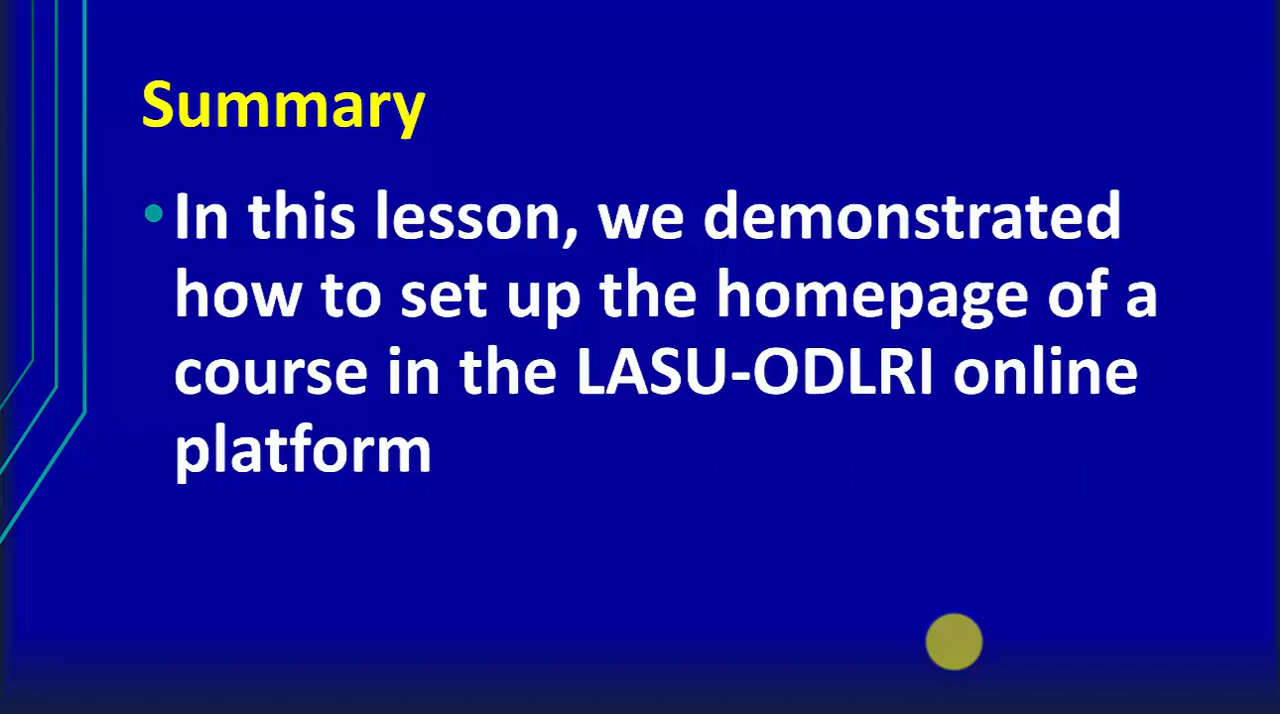 Summary
• In this lesson, we demonstrated
how to set up the homepage of a
course in the LASU-ODLRI online
platform